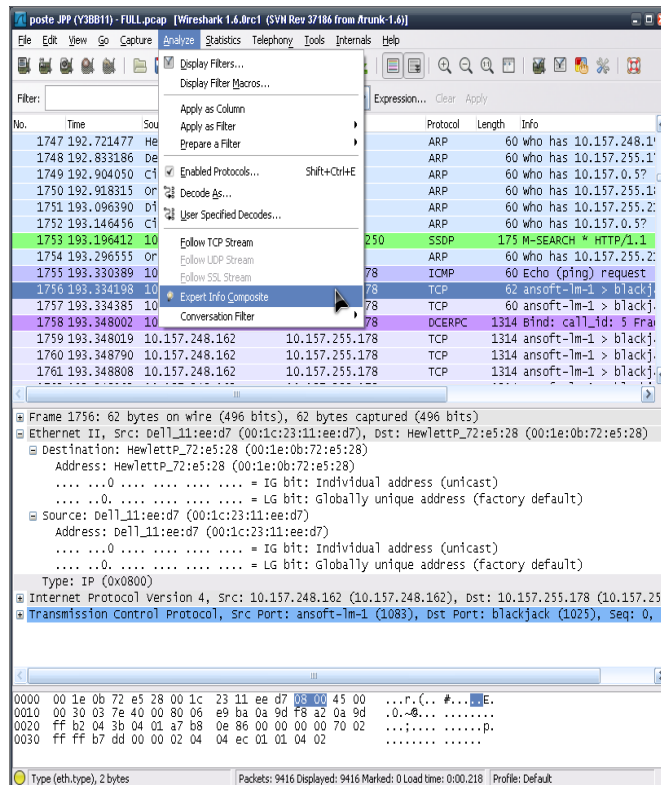 poste JPP (Y3BB11) - FULL.pcap [Wireshark 1.6.0rc1 (SVN Rev 37186 from /trunk-1.6)]
File Edit View Go Capture Analyze Statistics Telephony Tools Internals Help
Display Filters...
Display Filter Macros...
Apply as Column
Apply as Filter
Prepare a Filter
Enabled Protocols... Shift+Ctrl+E
Decode As...
User Specified Decodes...
Follow TCP Stream
Follow UDP Stream
Follow SSL Stream
Expert Info Composite
Conversation Filter
Filter: Expression... Clear Apply
No. Time Sou Protocol Length Info
1747 192.721477 He ARP 60 who has 10.157.248.1
1748 192.833186 De ARP 60 who has 10.157.255.1
1749 192.904050 Ci ARP 60 who has 10.157.0.5?
1750 192.918315 Or ARP 60 who has 10.157.255.1
1751 193.096390 Di ARP 60 who has 10.157.255.2
1752 193.146456 Ci ARP 60 who has 10.157.0.5?
1753 193.196412 10 250 SSDP 175 M-SEARCH * HTTP/1.1
1754 193.296555 Or ARP 60 who has 10.157.255.2
1755 193.330389 10 78 ICMP 60 Echo (ping) request
1756 193.334198 10 78 TCP 62 ansoft-lm-1 > blackj
1757 193.334385 10 78 TCP 60 ansoft-lm-1 > blackj
1758 193.348002 10 78 DCERPC 1314 Bind: call_id: 5 Fra
1759 193.348019 10.157.248.162 10.157.255.178 TCP 1314 ansoft-lm-1 > blackj
1760 193.348790 10.157.248.162 10.157.255.178 TCP 1314 ansoft-lm-1 > blackj
1761 193.348808 10.157.248.162 10.157.255.178 TCP 1314 ansoft-lm-1 > blackj
Frame 1756: 62 bytes on wire (496 bits), 62 bytes captured (496 bits)
Ethernet II, Src: Dell_11:ee:d7 (00:1c:23:11:ee:d7), Dst: HewlettP_72:e5:28 (00:1e:0b:72:e5:28)
Destination: HewlettP_72:e5:28 (00:1e:0b:72:e5:28)
Address: HewlettP_72:e5:28 (00:1e:0b:72:e5:28)
.... ...0 .... .... .... .... = IG bit: Individual address (unicast)
.... ..0. .... .... .... .... = LG bit: Globally unique address (factory default)
Source: Dell_11:ee:d7 (00:1c:23:11:ee:d7)
Address: Dell_11:ee:d7 (00:1c:23:11:ee:d7)
.... ...0 .... .... .... .... = IG bit: Individual address (unicast)
.... ..0. .... .... .... .... = LG bit: Globally unique address (factory default)
Type: IP (0x0800)
Internet Protocol Version 4, Src: 10.157.248.162 (10.157.248.162), Dst: 10.157.255.178 (10.157.25
Transmission Control Protocol, Src Port: ansoft-lm-1 (1083), Dst Port: blackjack (1025), Seq: 0,
0000 00 1e 0b 72 e5 28 00 1c 23 11 ee d7 08 00 45 00 ...r.(.. #.....E.
0010 00 30 03 7e 40 00 80 06 e9 ba 0a 9d f8 a2 0a 9d .0.~@... ........
0020 ff b2 04 3b 04 01 a7 b8 0e 86 00 00 00 00 70 02 ...;.... ......p.
0030 ff ff b7 dd 00 00 02 04 04 ec 01 01 04 02 ........ ......
Type (eth.type), 2 bytes Packets: 9416 Displayed: 9416 Marked: 0 Load time: 0:00.218 Profile: Default